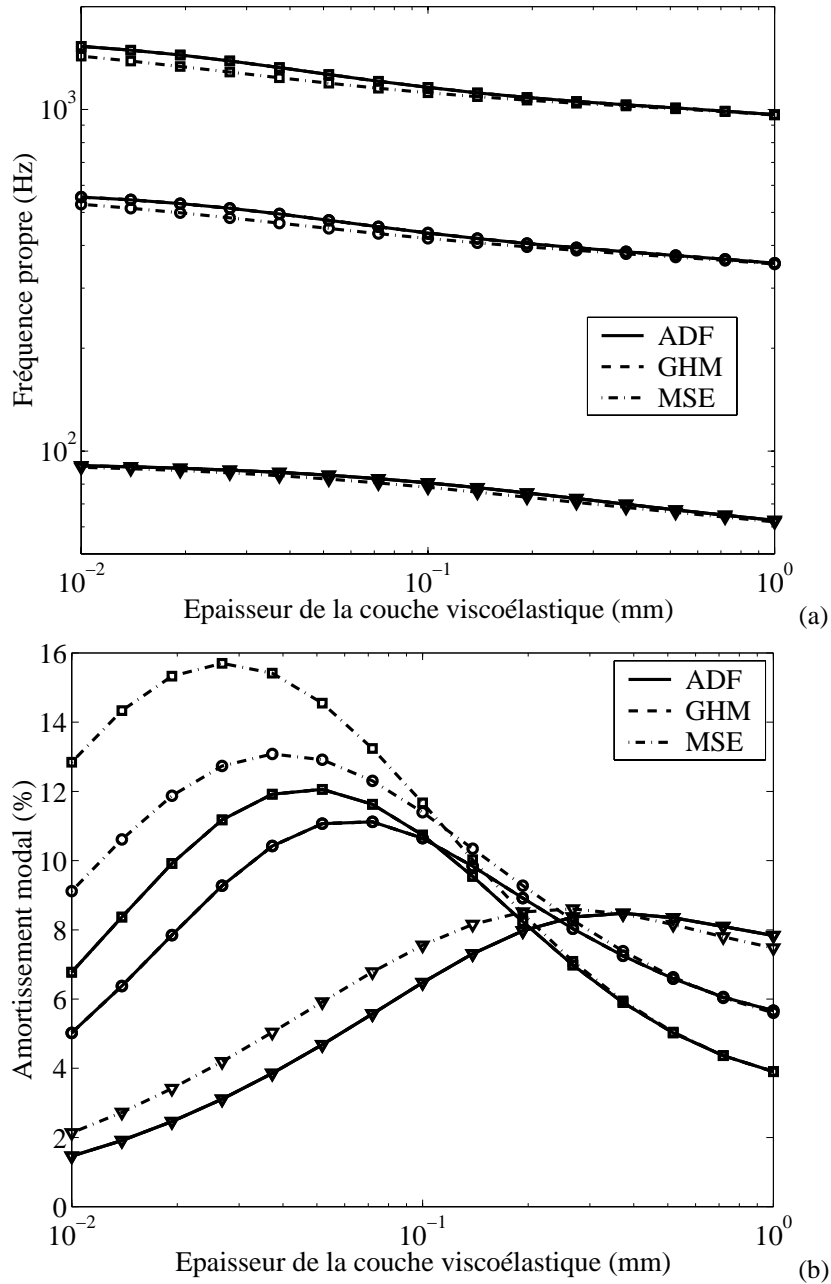 10^3
Fréquence propre (Hz)
ADF
GHM
MSE
10^2
10^-2
10^-1
10^0
Epaisseur de la couche viscoélastique (mm)
(a)
16
14
12
10
8
6
4
2
0
Amortissement modal (%)
ADF
GHM
MSE
10^-2
10^-1
10^0
Epaisseur de la couche viscoélastique (mm)
(b)